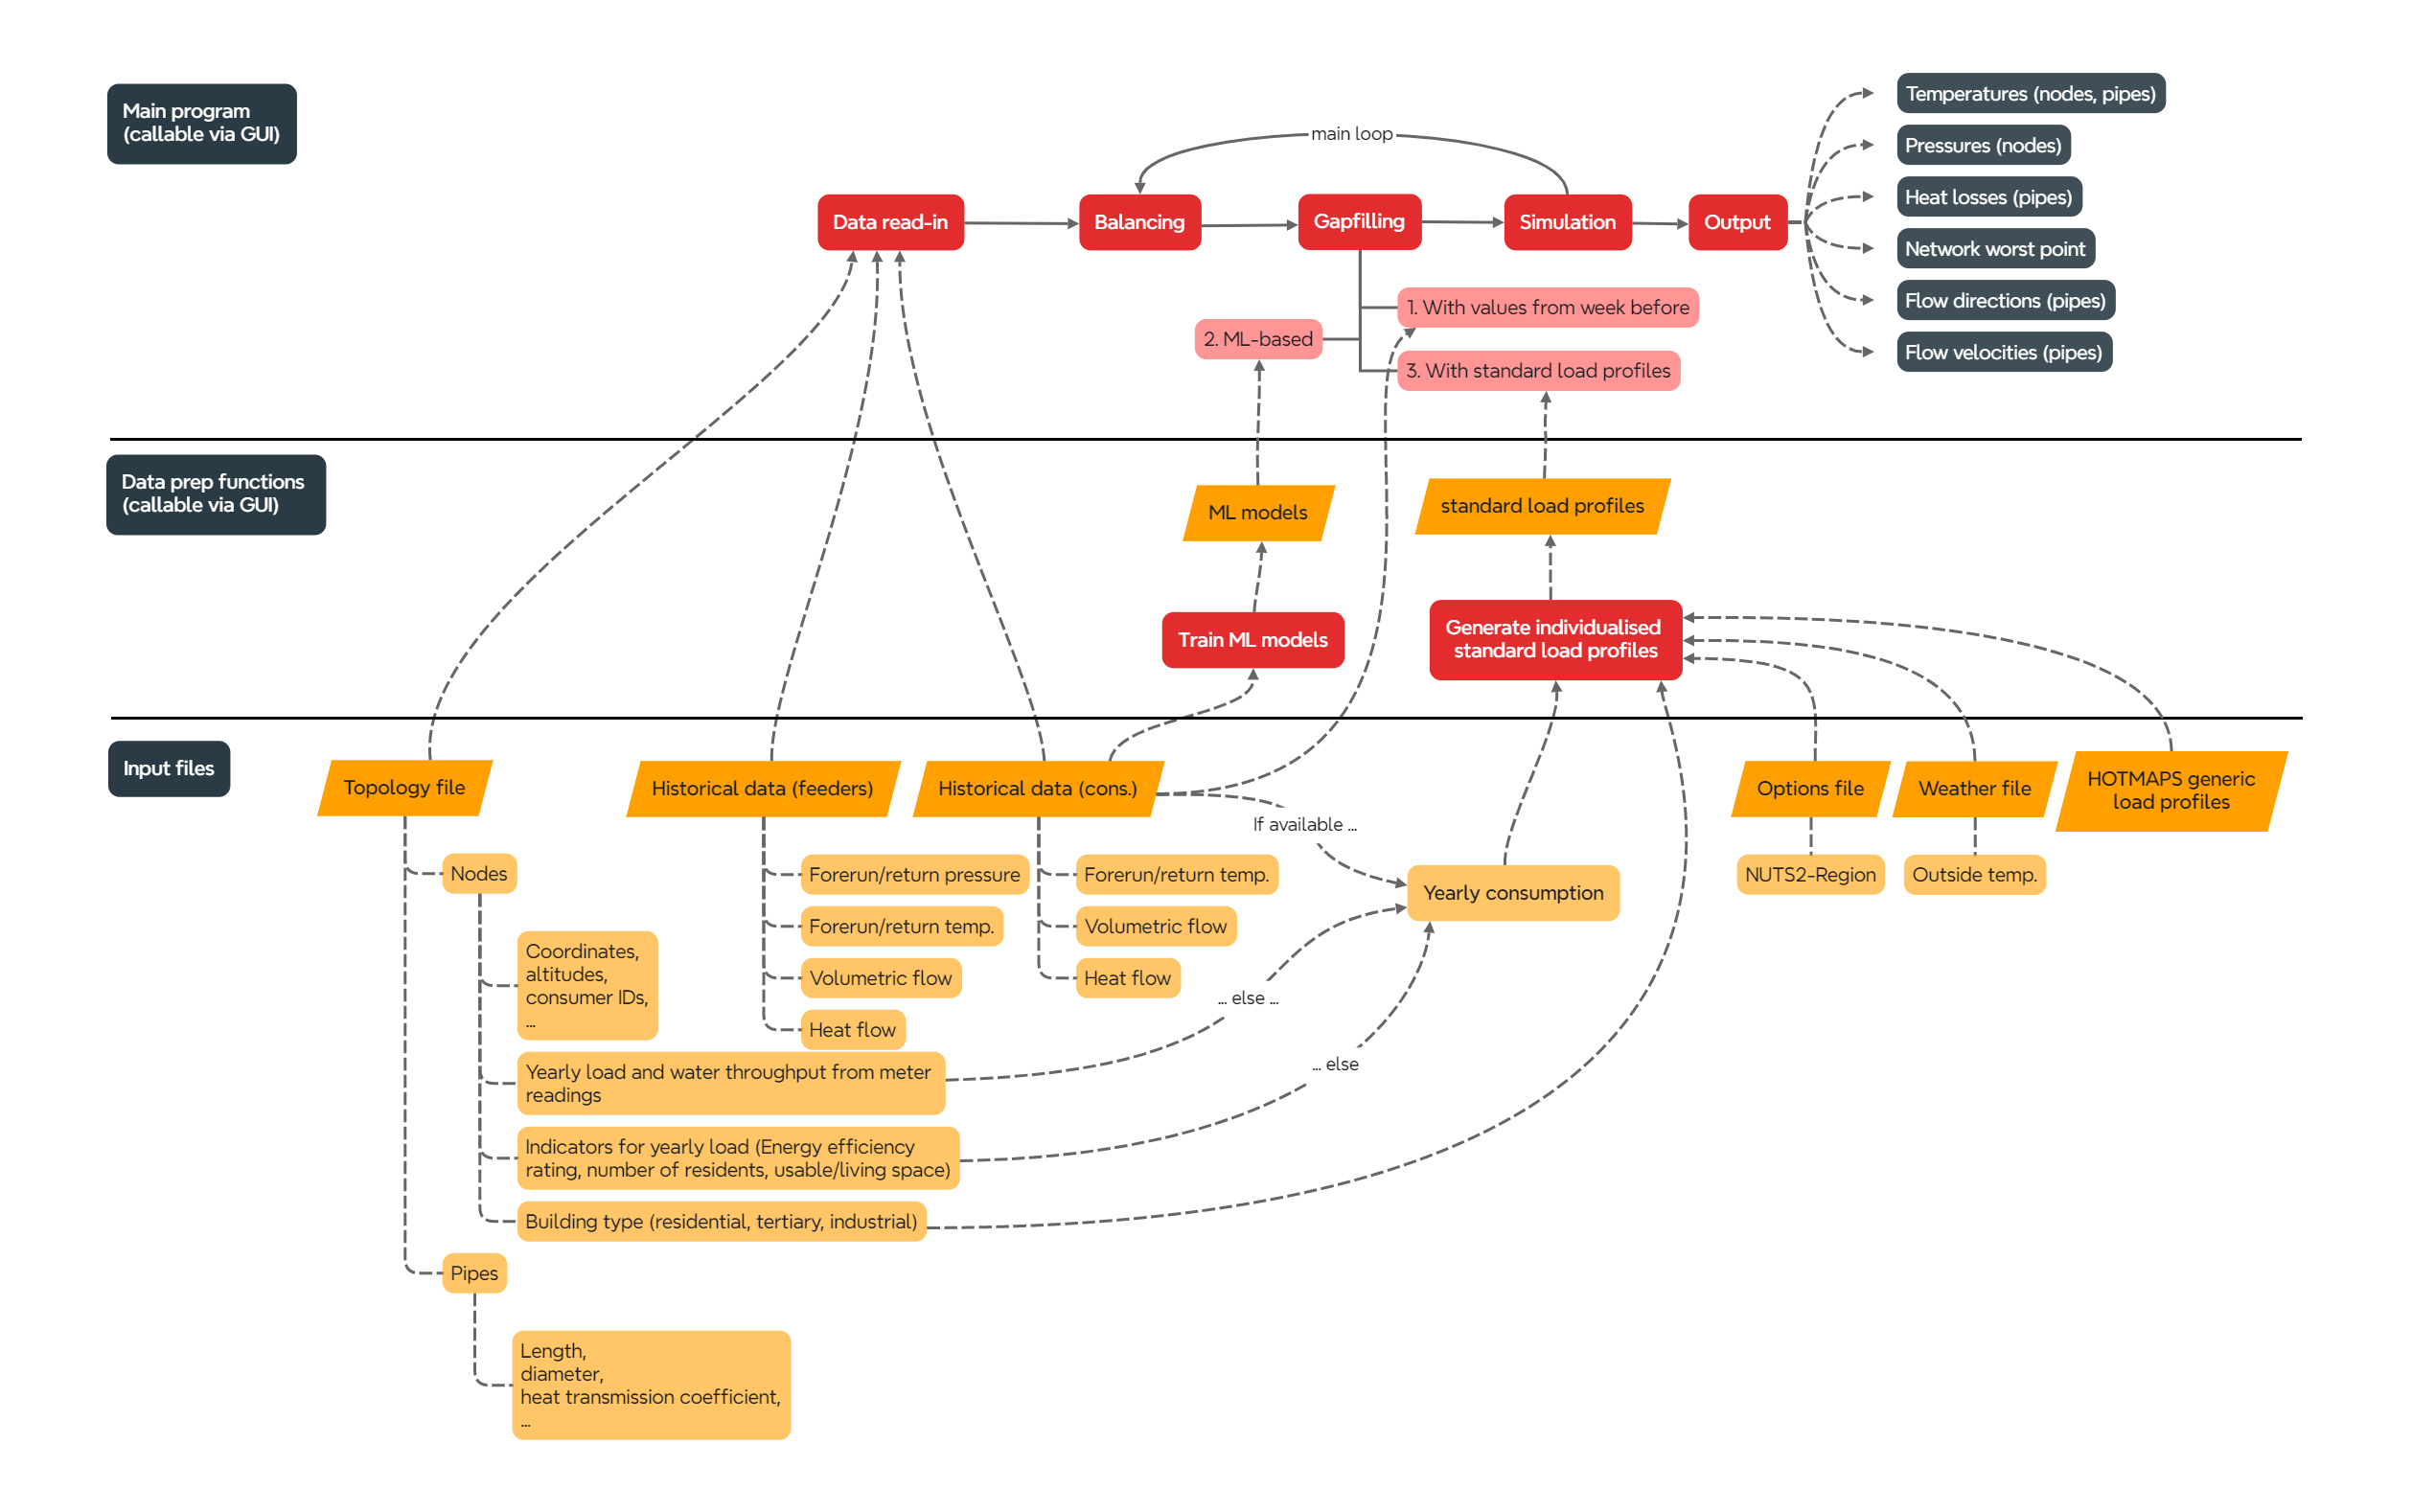 Main program
(callable via GUI)
main loop
Data read-in
Balancing
Gapfilling
Simulation
Output
Temperatures (nodes, pipes)
Pressures (nodes)
Heat losses (pipes)
Network worst point
Flow directions (pipes)
Flow velocities (pipes)
1. With values from week before
2. ML-based
3. With standard load profiles
Data prep functions
(callable via GUI)
ML models
standard load profiles
Train ML models
Generate individualised
standard load profiles
Input files
Topology file
Historical data (feeders)
Historical data (cons.)
Options file
Weather file
HOTMAPS generic
load profiles
If available ...
Nodes
Forerun/return pressure
Forerun/return temp.
Yearly consumption
NUTS2-Region
Outside temp.
Forerun/return temp.
Volumetric flow
Coordinates,
altitudes,
consumer IDs,
...
Volumetric flow
Heat flow
... else ...
Heat flow
... else
Yearly load and water throughput from meter
readings
Indicators for yearly load (Energy efficiency
rating, number of residents, usable/living space)
Building type (residential, tertiary, industrial)
Pipes
Length,
diameter,
heat transmission coefficient,
...